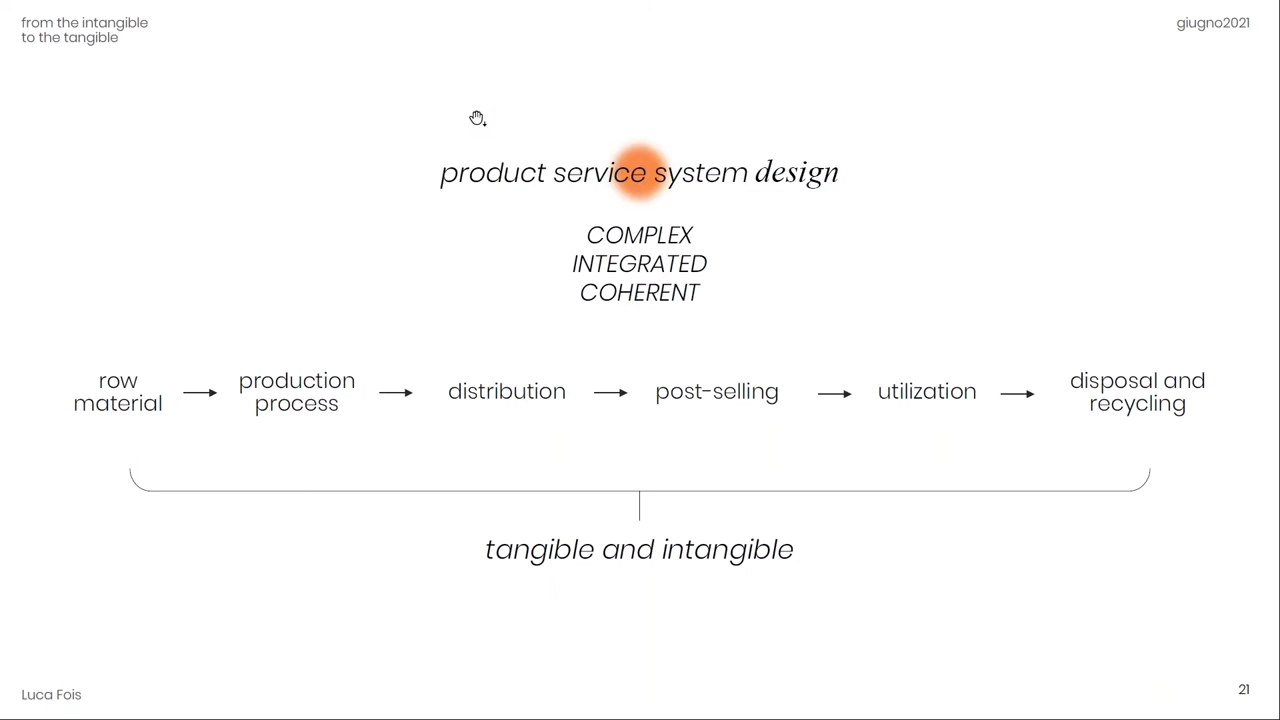 from the intangible
to the tangible
giugno2021
product service system design
COMPLEX
INTEGRATED
COHERENT
row
material
production
process
distribution
post-selling
utilization
disposal and
recycling
tangible and intangible
Luca Fois
21